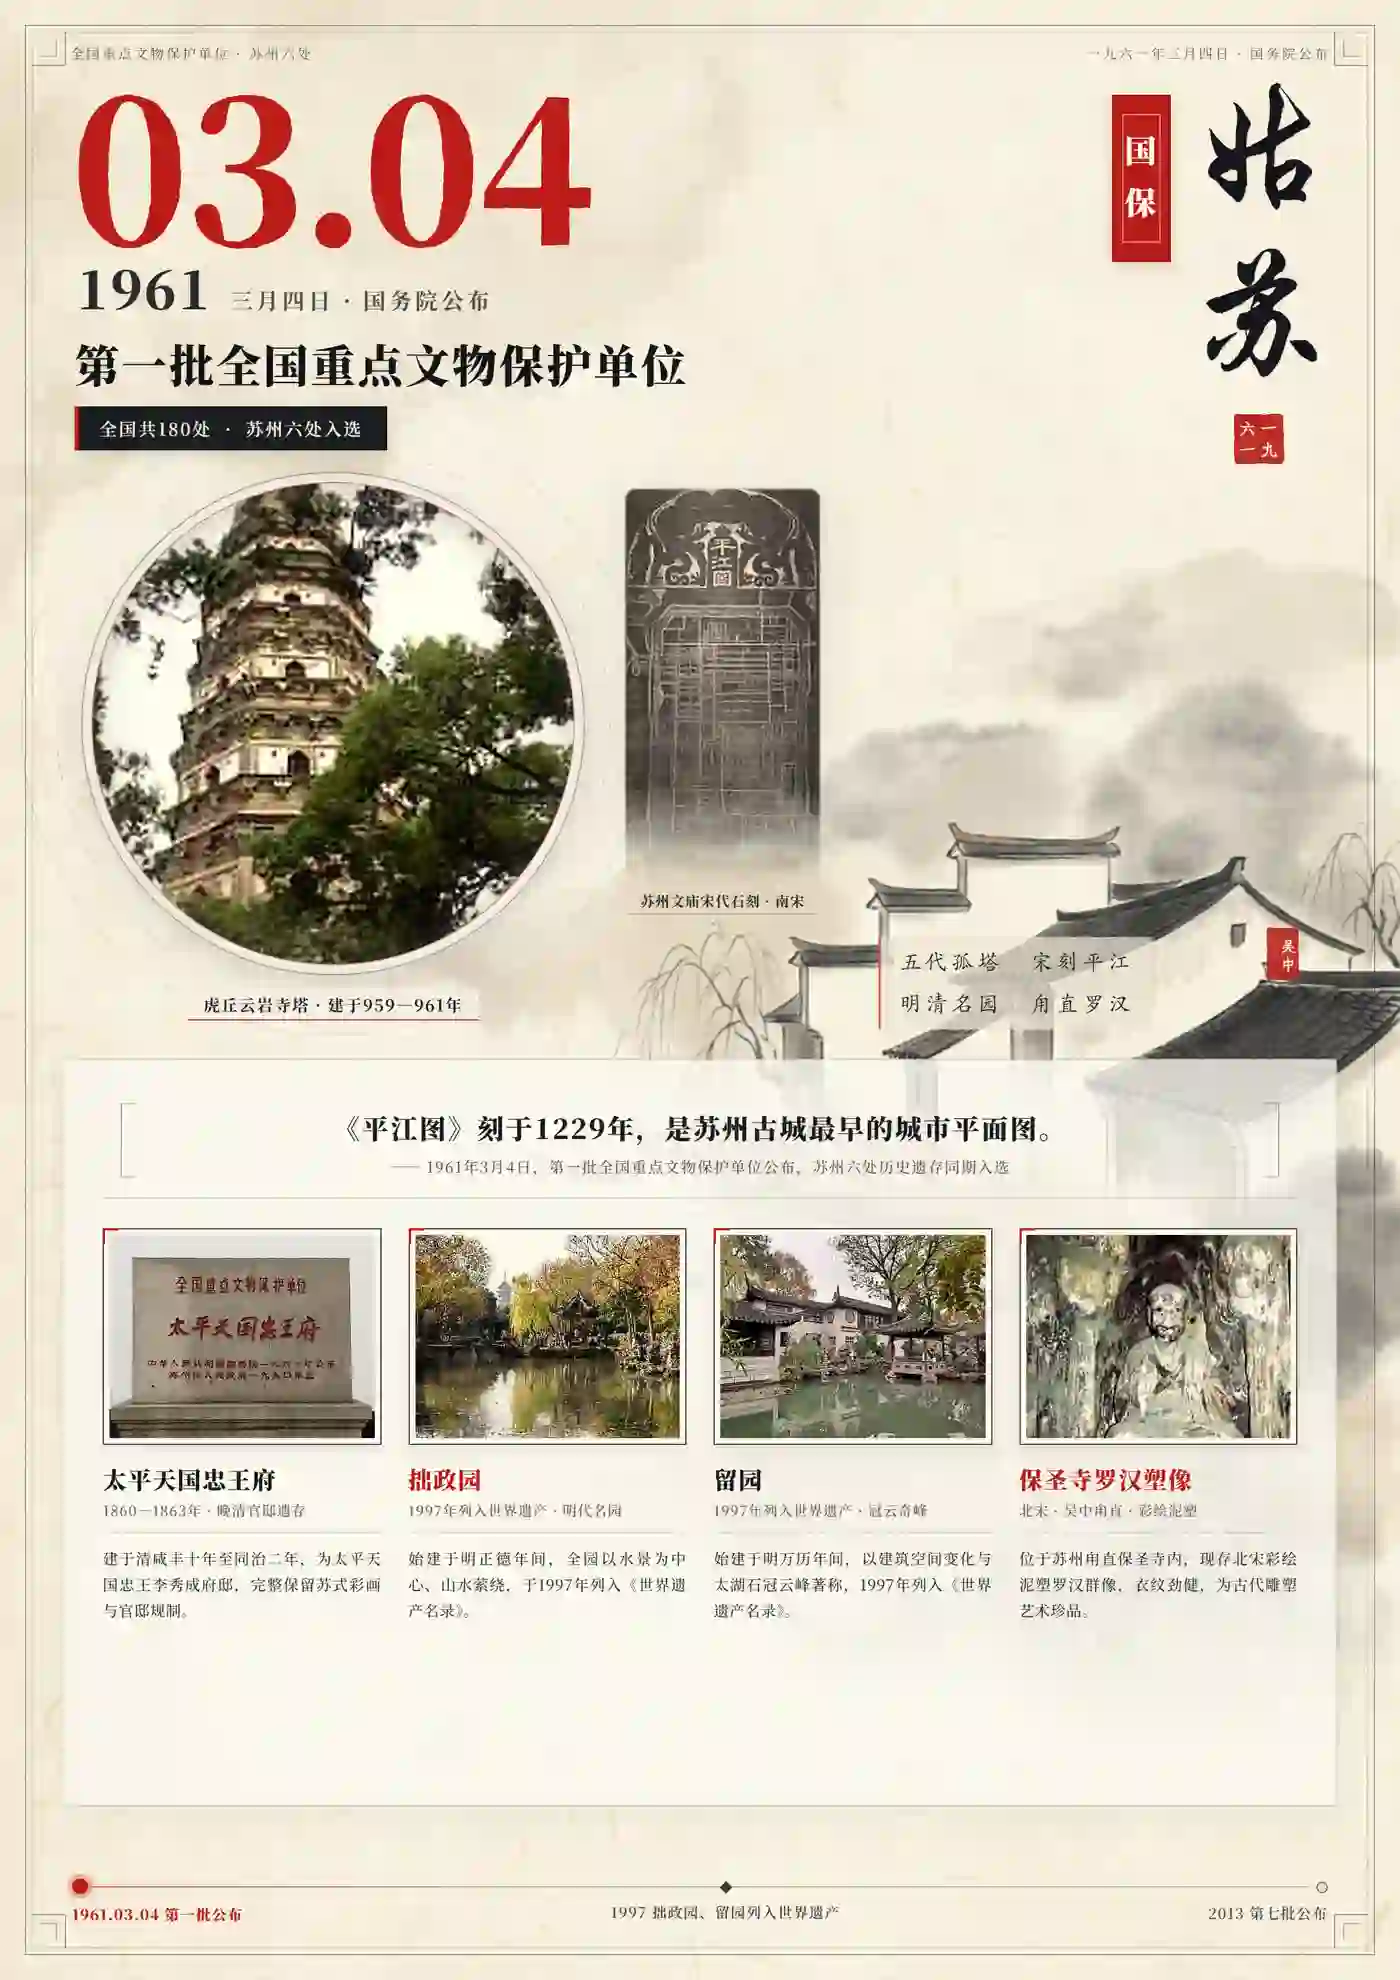 全国重点文物保护单位 · 苏州六处
一九六一年三月四日 · 国务院公布
03.04
国保
姑苏
1961 三月四日 · 国务院公布
第一批全国重点文物保护单位
全国共180处 · 苏州六处入选
一九六一
平江图
苏州文庙宋代石刻 · 南宋
虎丘云岩寺塔 · 建于959—961年
五代孤塔 宋刻平江
明清名园 甪直罗汉
吴中
《平江图》刻于1229年，是苏州古城最早的城市平面图。
—— 1961年3月4日，第一批全国重点文物保护单位公布，苏州六处历史遗存同期入选
全国重点文物保护单位
太平天国忠王府
太平天国忠王府
1860—1863年 · 晚清官邸遗存
建于清咸丰十年至同治二年，为太平天
国忠王李秀成府邸，完整保留苏式彩画
与官邸规制。
拙政园
1997年列入世界遗产 · 明代名园
始建于明正德年间，全园以水景为中
心、山水萦绕，于1997年列入《世界遗
产名录》。
留园
1997年列入世界遗产 · 冠云奇峰
始建于明万历年间，以建筑空间变化与
太湖石冠云峰著称，1997年列入《世界
遗产名录》。
保圣寺罗汉塑像
北宋 · 吴中甪直 · 彩绘泥塑
位于苏州甪直保圣寺内，现存北宋彩绘
泥塑罗汉群像，衣纹劲健，为古代雕塑
艺术珍品。
1961.03.04 第一批公布
1997 拙政园、留园列入世界遗产
2013 第七批公布